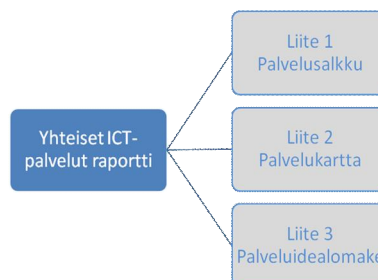 Liite 1
Palvelusalkku
Yhteiset ICT-
palvelut raportti
Liite 2
Palvelukartta
Liite 3
Palveluidealomake